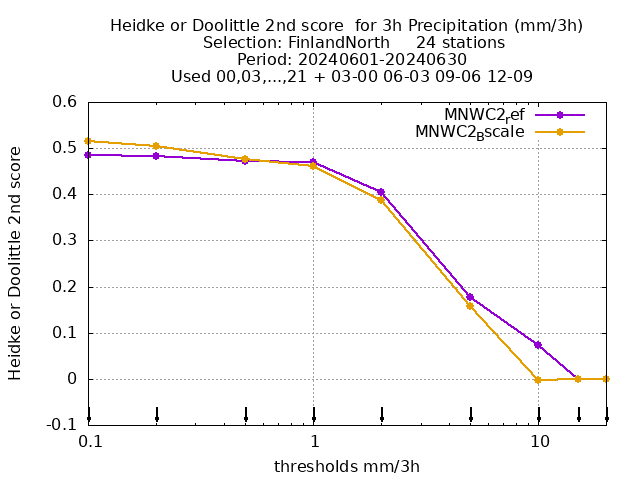 Heidke or Doolittle 2nd score  for 3h Precipitation (mm/3h)
Selection: FinlandNorth     24 stations
Period: 20240601-20240630
Used 00,03,...,21 + 03-00 06-03 09-06 12-09
MNWC2ref
MNWC2Bscale
Heidke or Doolittle 2nd score
0.6
0.5
0.4
0.3
0.2
0.1
0
-0.1
0.1 1 10
thresholds mm/3h